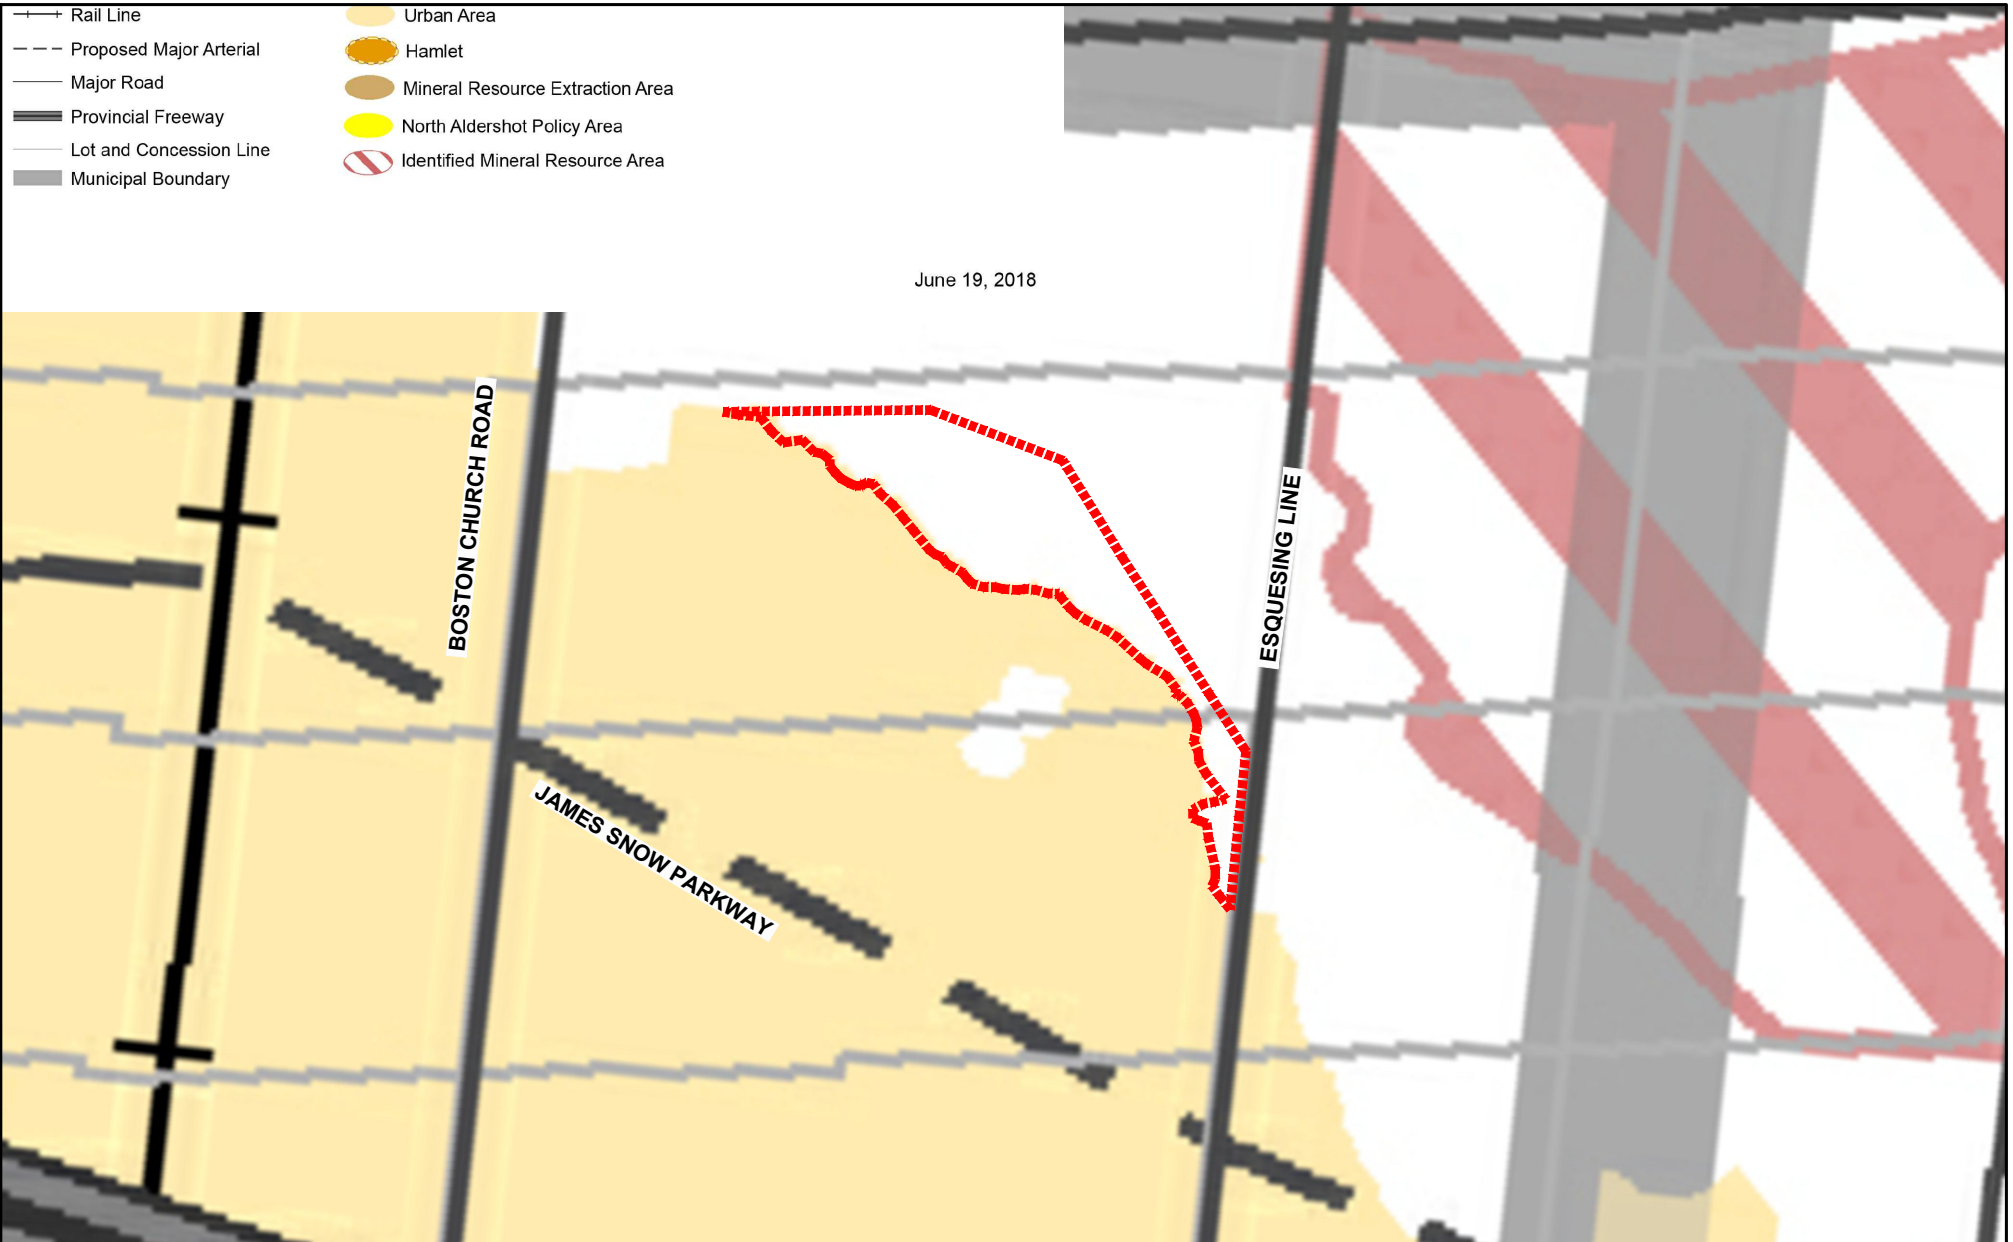 Rail Line
Proposed Major Arterial
Major Road
Provincial Freeway
Lot and Concession Line
Municipal Boundary
Urban Area
Hamlet
Mineral Resource Extraction Area
North Aldershot Policy Area
Identified Mineral Resource Area
June 19, 2018
BOSTON CHURCH ROAD
ESQUESING LINE
JAMES SNOW PARKWAY